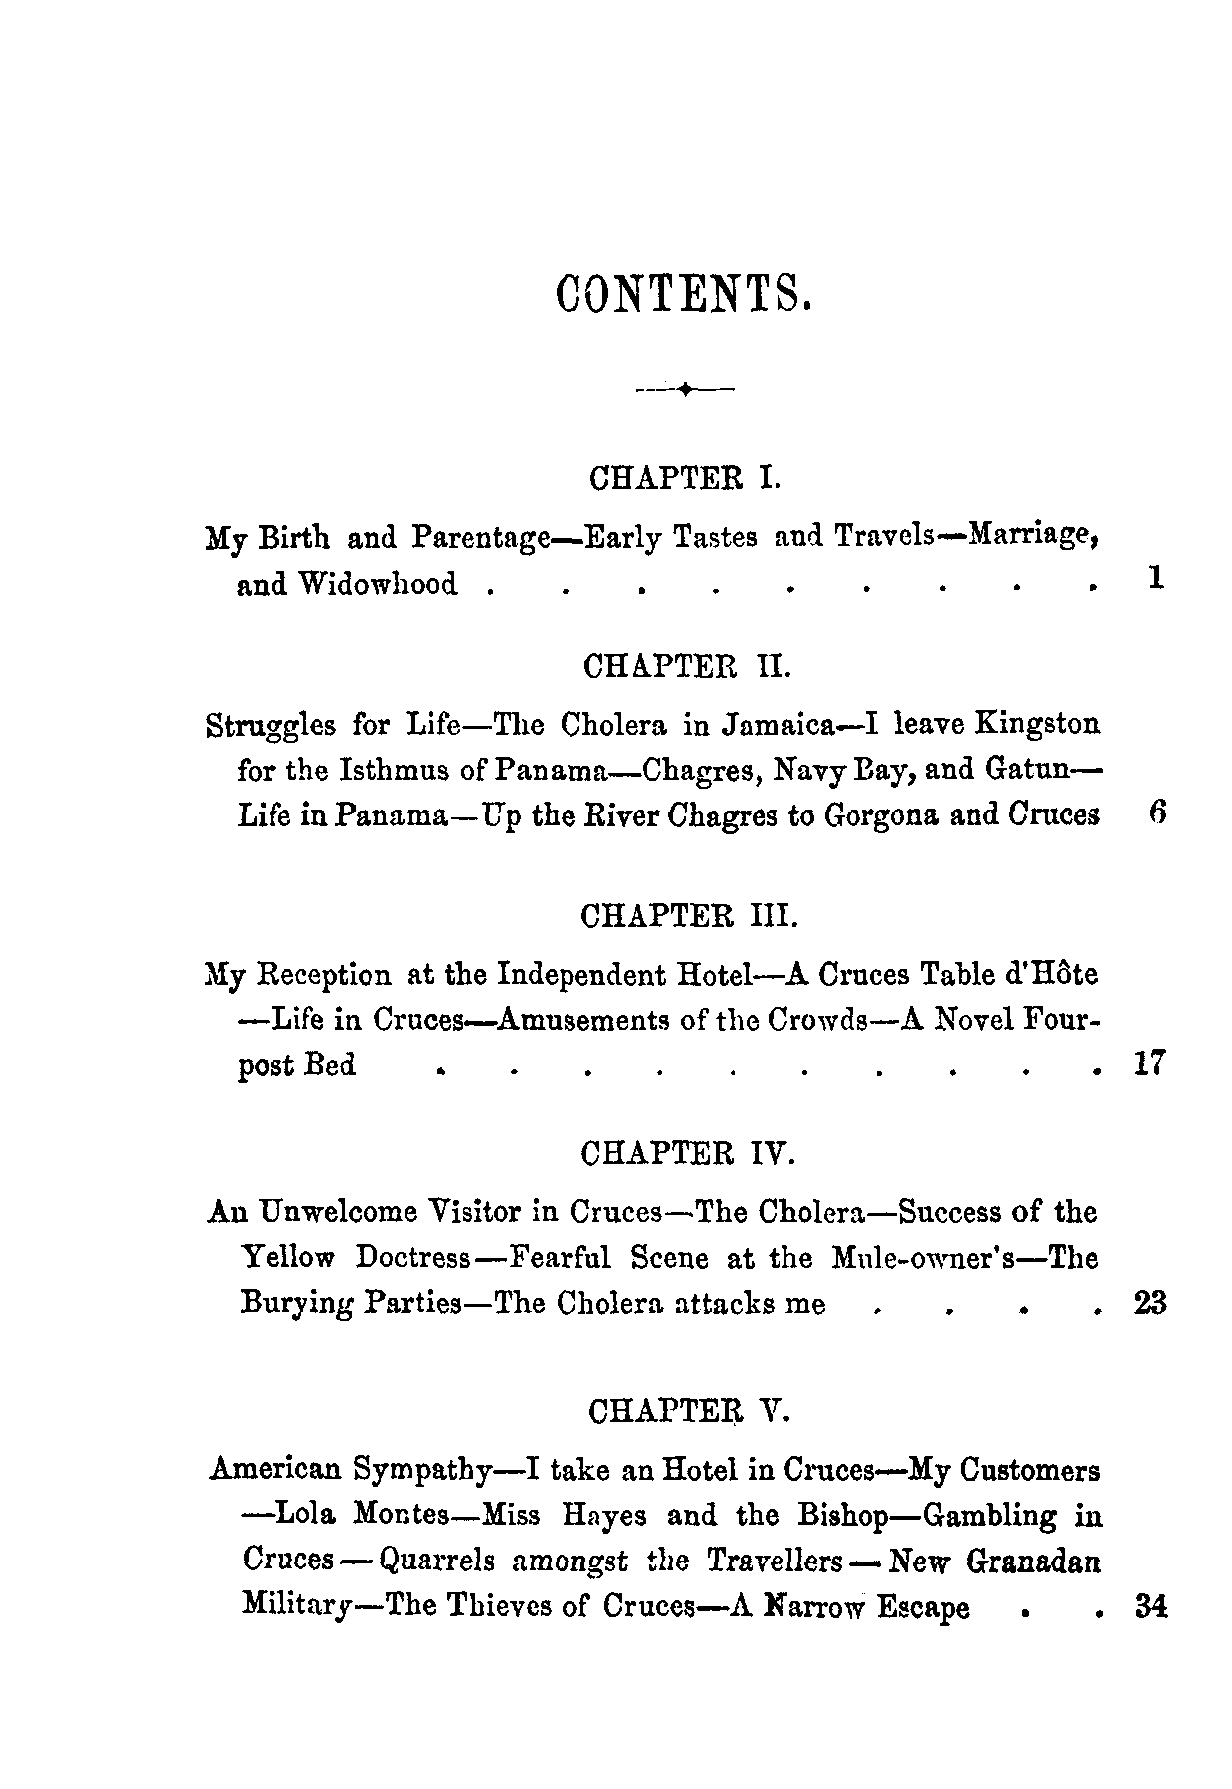 CONTENTS.
CHAPTER I.
My Birth and Parentage—Early Tastes and Travels—Marriage,
and Widowhood . . . . . . . . . 1
CHAPTER II.
Struggles for Life—The Cholera in Jamaica—I leave Kingston
for the Isthmus of Panama—Chagres, Navy Bay, and Gatun—
Life in Panama—Up the River Chagres to Gorgona and Cruces 6
CHAPTER III.
My Reception at the Independent Hotel—A Cruces Table d'Hôte
—Life in Cruces—Amusements of the Crowds—A Novel Four-
post Bed . . . . . . . . . . 17
CHAPTER IV.
An Unwelcome Visitor in Cruces—The Cholera—Success of the
Yellow Doctress—Fearful Scene at the Mule-owner's—The
Burying Parties—The Cholera attacks me . . . . 23
CHAPTER V.
American Sympathy—I take an Hotel in Cruces—My Customers
—Lola Montes—Miss Hayes and the Bishop—Gambling in
Cruces—Quarrels amongst the Travellers—New Granadan
Military—The Thieves of Cruces—A Narrow Escape . . 34